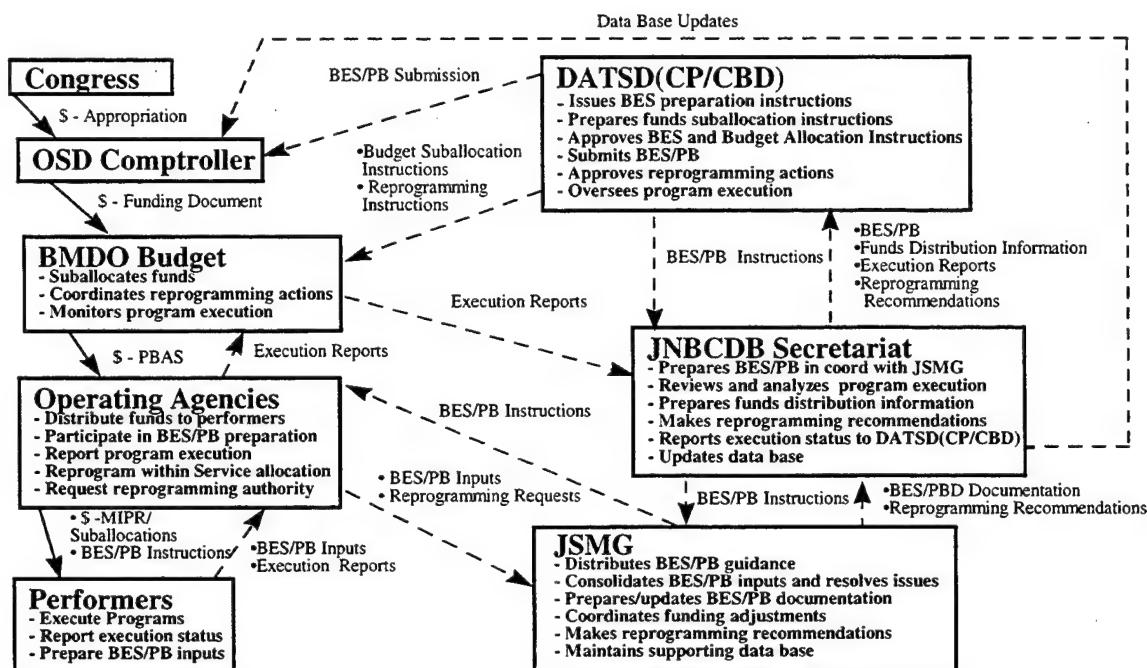 Data Base Updates
Congress
$ - Appropriation
OSD Comptroller
$ - Funding Document
BES/PB Submission
DATSD(CP/CBD)
- Issues BES preparation instructions
- Prepares funds suballocation instructions
- Approves BES and Budget Allocation Instructions
- Submits BES/PB
- Approves reprogramming actions
- Oversees program execution
•Budget Suballocation
Instructions
• Reprogramming
Instructions
BMDO Budget
- Suballocates funds
- Coordinates reprogramming actions
- Monitors program execution
BES/PB Instructions
•BES/PB
•Funds Distribution Information
•Execution Reports
•Reprogramming
Recommendations
Execution Reports
$ - PBAS
Execution Reports
JNBCDB Secretariat
- Prepares BES/PB in coord with JSMG
- Reviews and analyzes program execution
- Prepares funds distribution information
- Makes reprogramming recommendations
- Reports execution status to DATSD(CP/CBD)
- Updates data base
Operating Agencies
- Distribute funds to performers
- Participate in BES/PB preparation
- Report program execution
- Reprogram within Service allocation
- Request reprogramming authority
BES/PB Instructions
• BES/PB Inputs
• Reprogramming Requests
BES/PB Instructions
•BES/PBD Documentation
•Reprogramming Recommendations
• $ -MIPR/
Suballocations
• BES/PB Instructions
•BES/PB Inputs
•Execution Reports
JSMG
- Distributes BES/PB guidance
- Consolidates BES/PB inputs and resolves issues
- Prepares/updates BES/PB documentation
- Coordinates funding adjustments
- Makes reprogramming recommendations
- Maintains supporting data base
Performers
- Execute Programs
- Report execution status
- Prepare BES/PB inputs